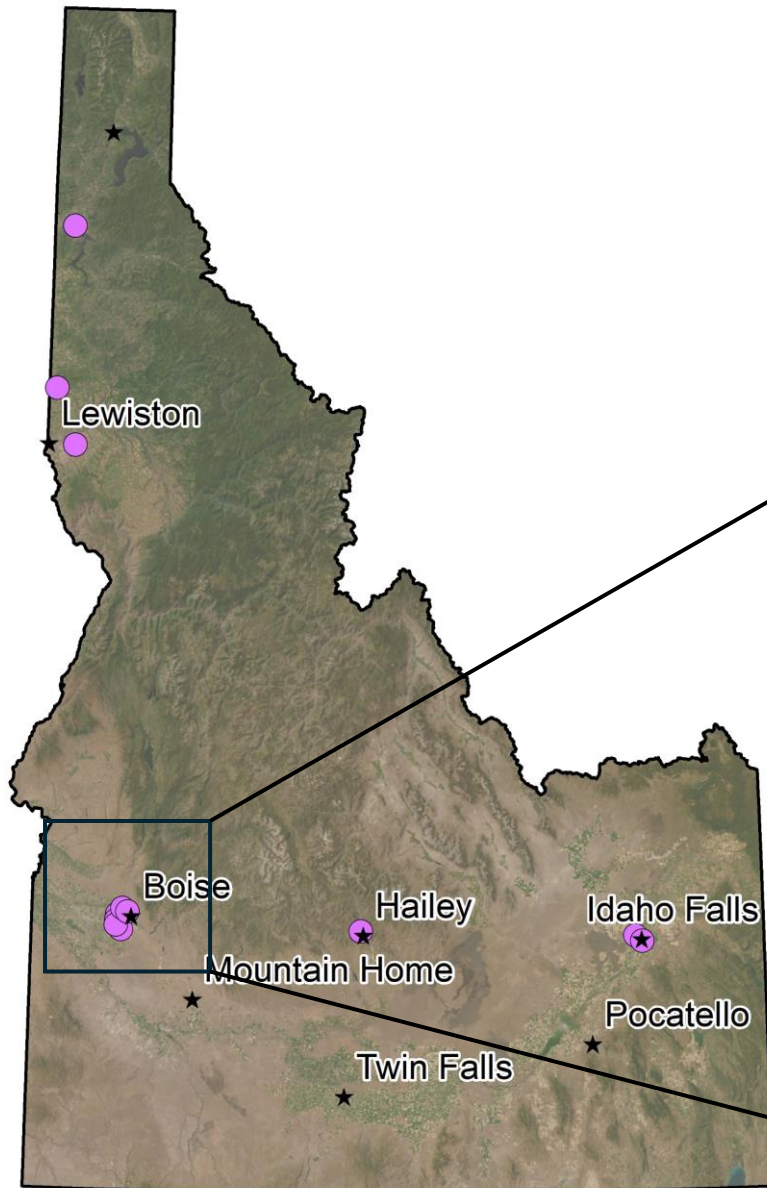 Lewiston
Boise
Hailey
Idaho Falls
Mountain Home
Pocatello
Twin Falls